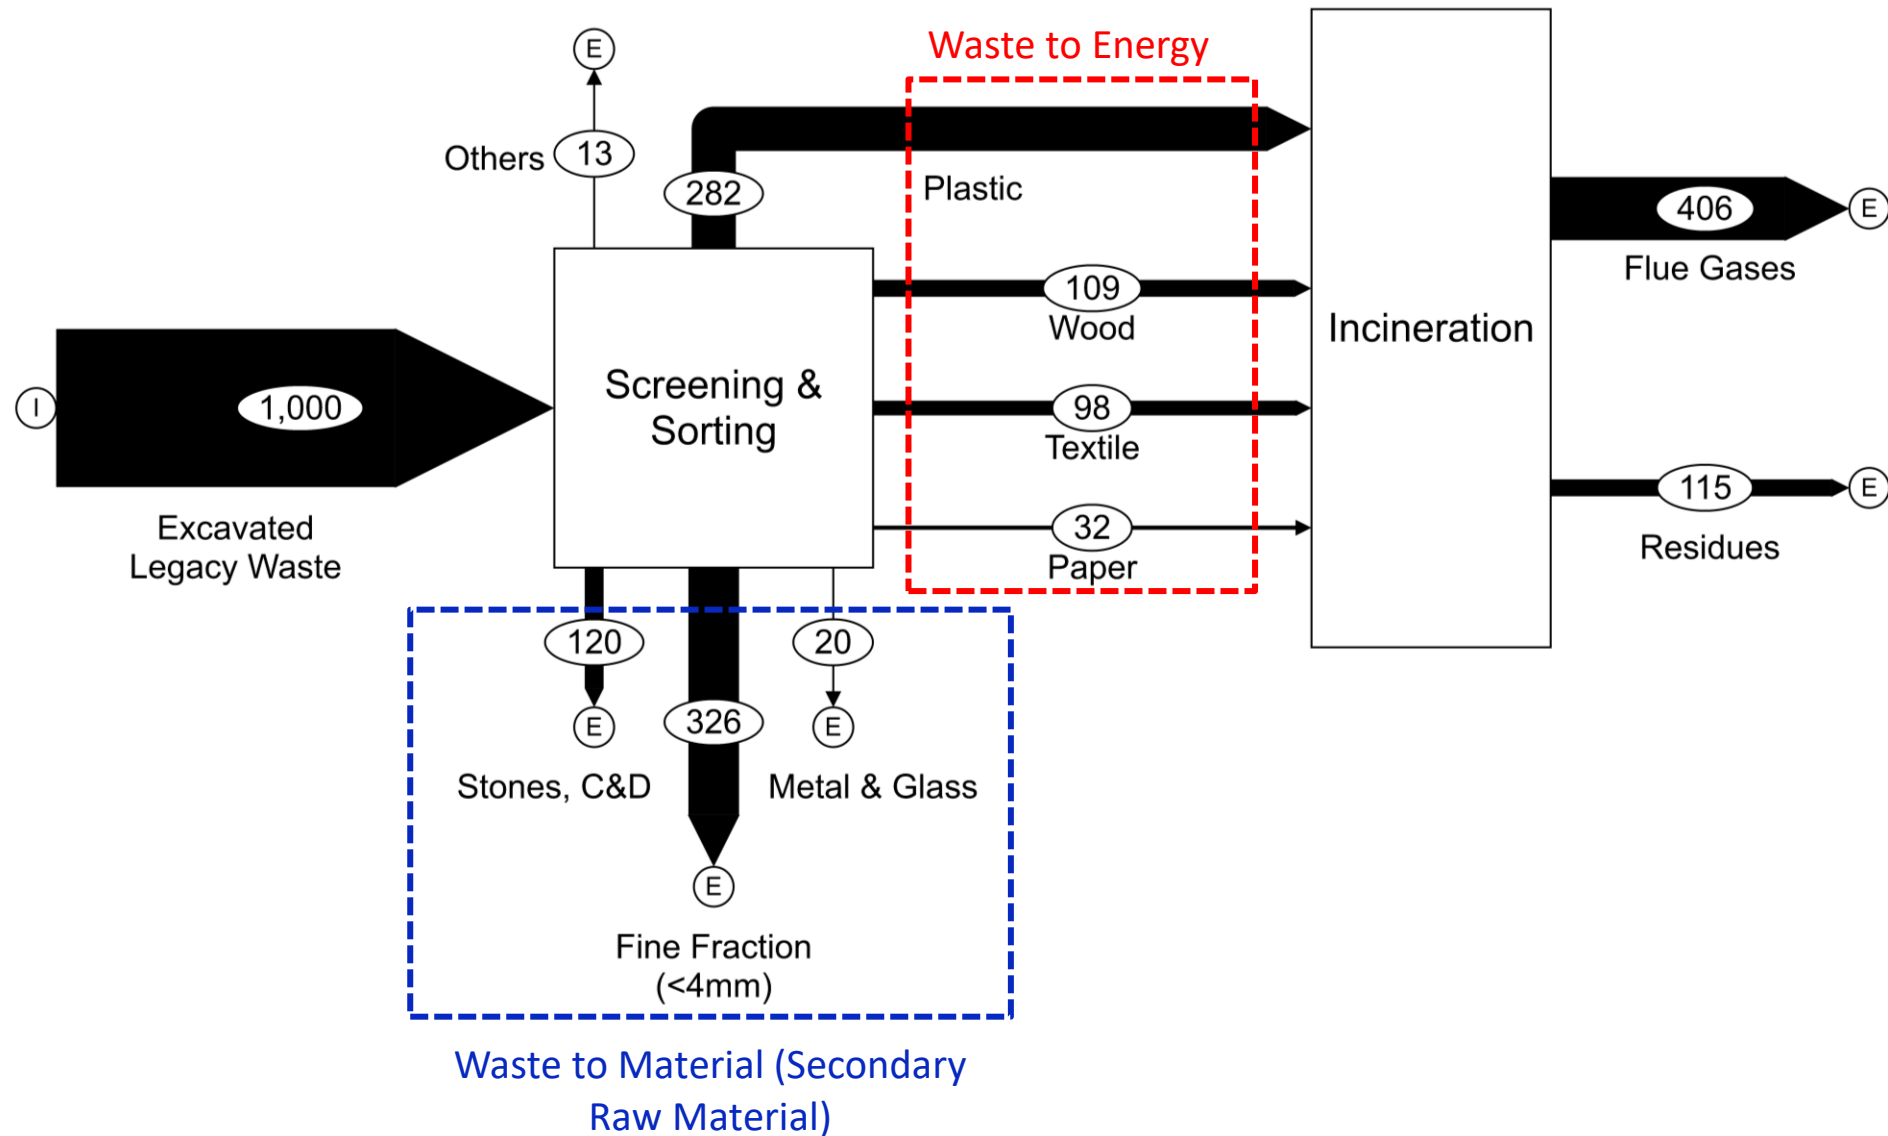 Waste to Energy
E
Others
13
282
Plastic
406
E
Flue Gases
109
Wood
Incineration
Screening &
Sorting
I
1,000
98
Textile
115
E
Residues
32
Paper
Excavated
Legacy Waste
120
20
326
E
E
Stones, C&D
Metal & Glass
E
Fine Fraction
(<4mm)
Waste to Material (Secondary
Raw Material)